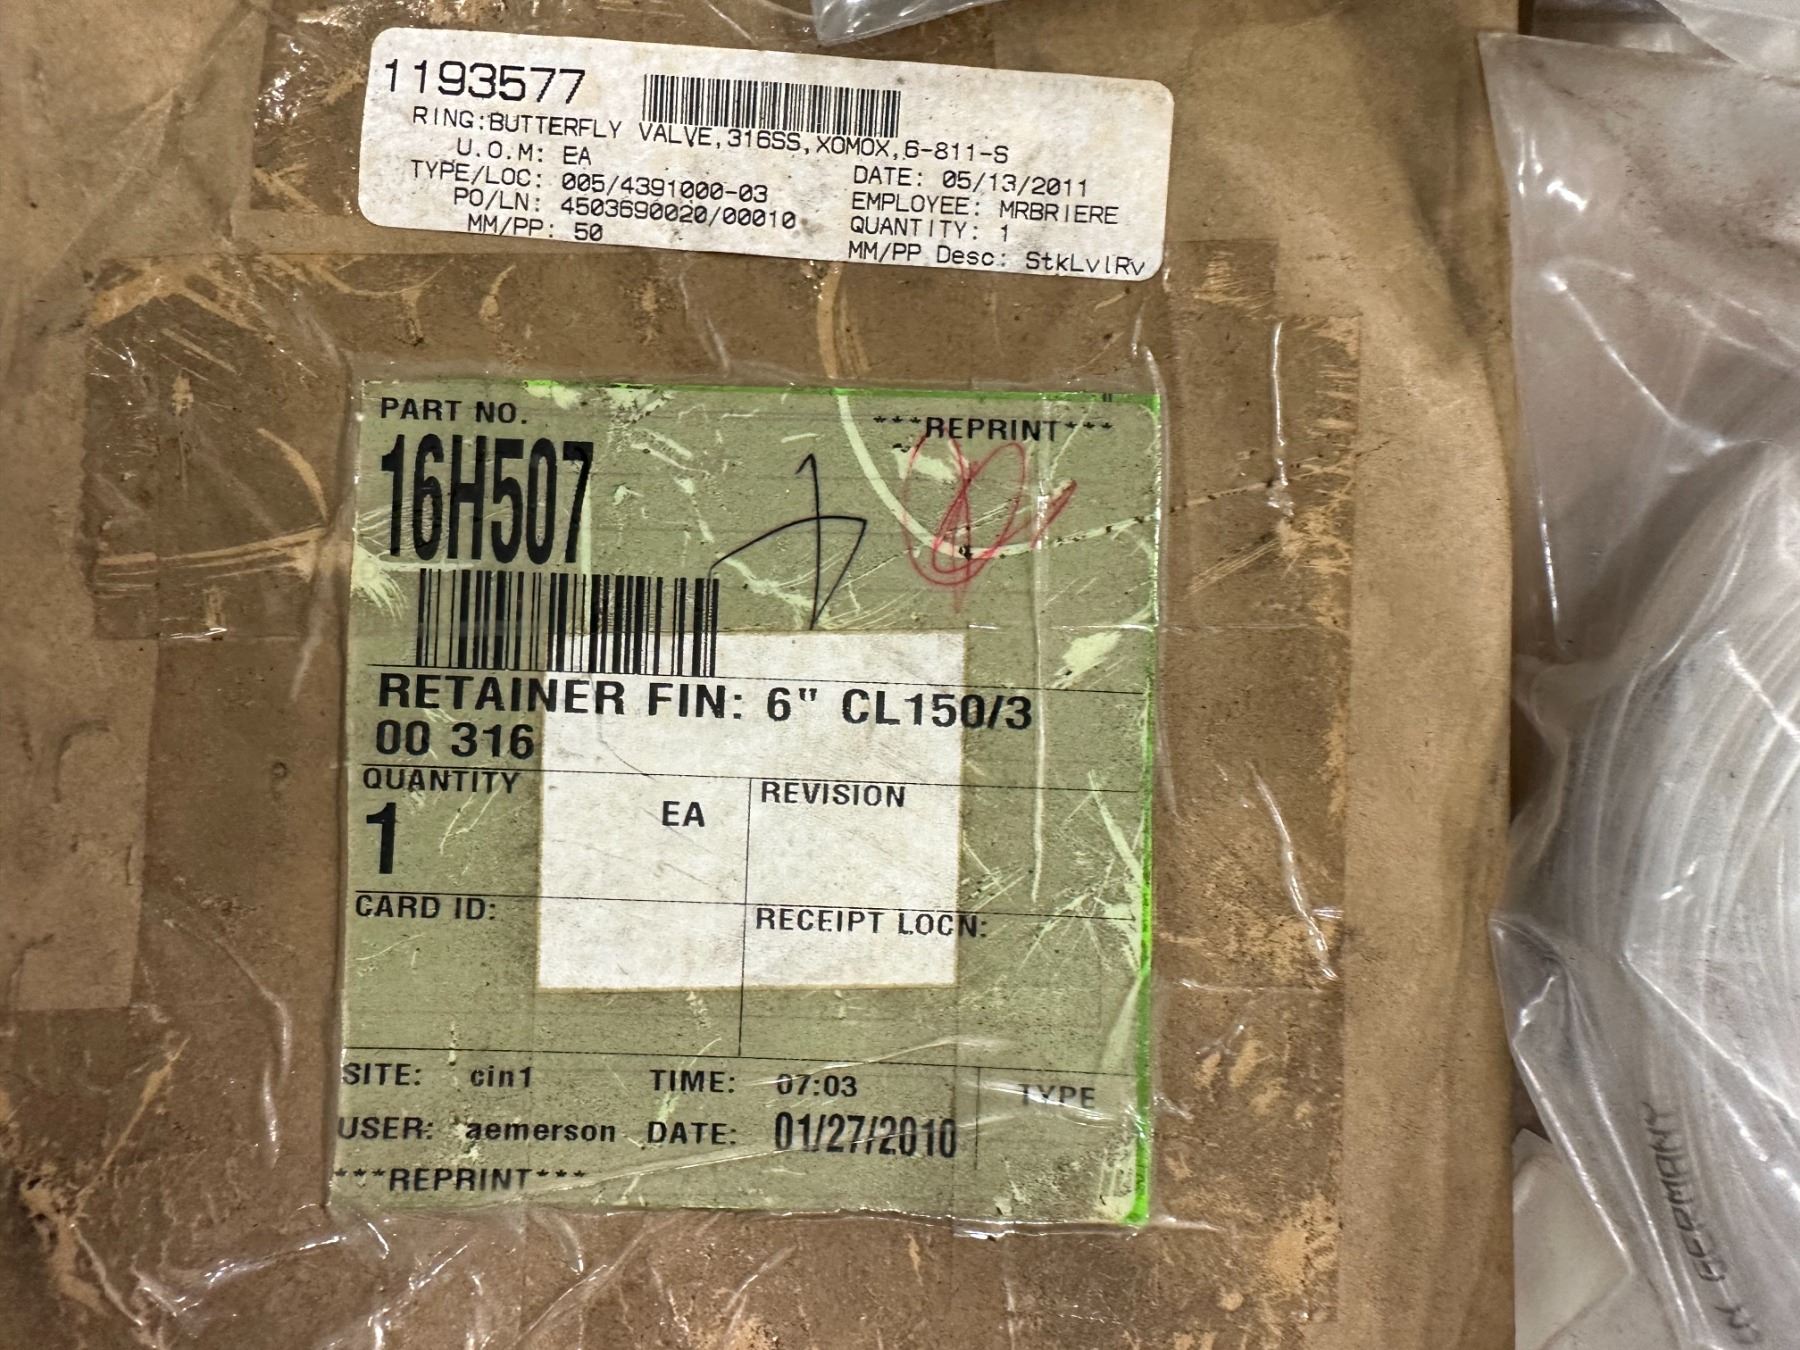 1193577
RING:BUTTERFLY VALVE,316SS,XOMOX,6-811-S
U.O.M: EA
TYPE/LOC: 005/4391000-03
PO/LN: 4503690020/00010
MM/PP: 50
DATE: 05/13/2011
EMPLOYEE: MRBRIERE
QUANTITY: 1
MM/PP Desc: StkLvlRv
PART NO.
***REPRINT***
16H507
RETAINER FIN: 6" CL150/3
00 316
QUANTITY
1 EA
REVISION
CARD ID:
RECEIPT LOCN:
SITE: cin1 TIME: 07:03 TYPE
USER: aemerson DATE: 01/27/2010
***REPRINT***
GERMANY